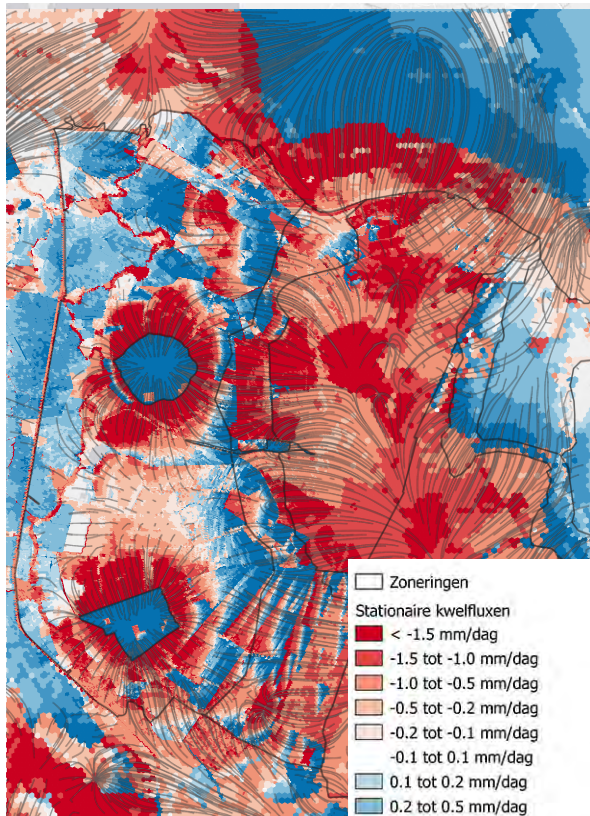 Zoneringen
Stationaire kwelfluxen
< -1.5 mm/dag
-1.5 tot -1.0 mm/dag
-1.0 tot -0.5 mm/dag
-0.5 tot -0.2 mm/dag
-0.2 tot -0.1 mm/dag
-0.1 tot 0.1 mm/dag
0.1 tot 0.2 mm/dag
0.2 tot 0.5 mm/dag